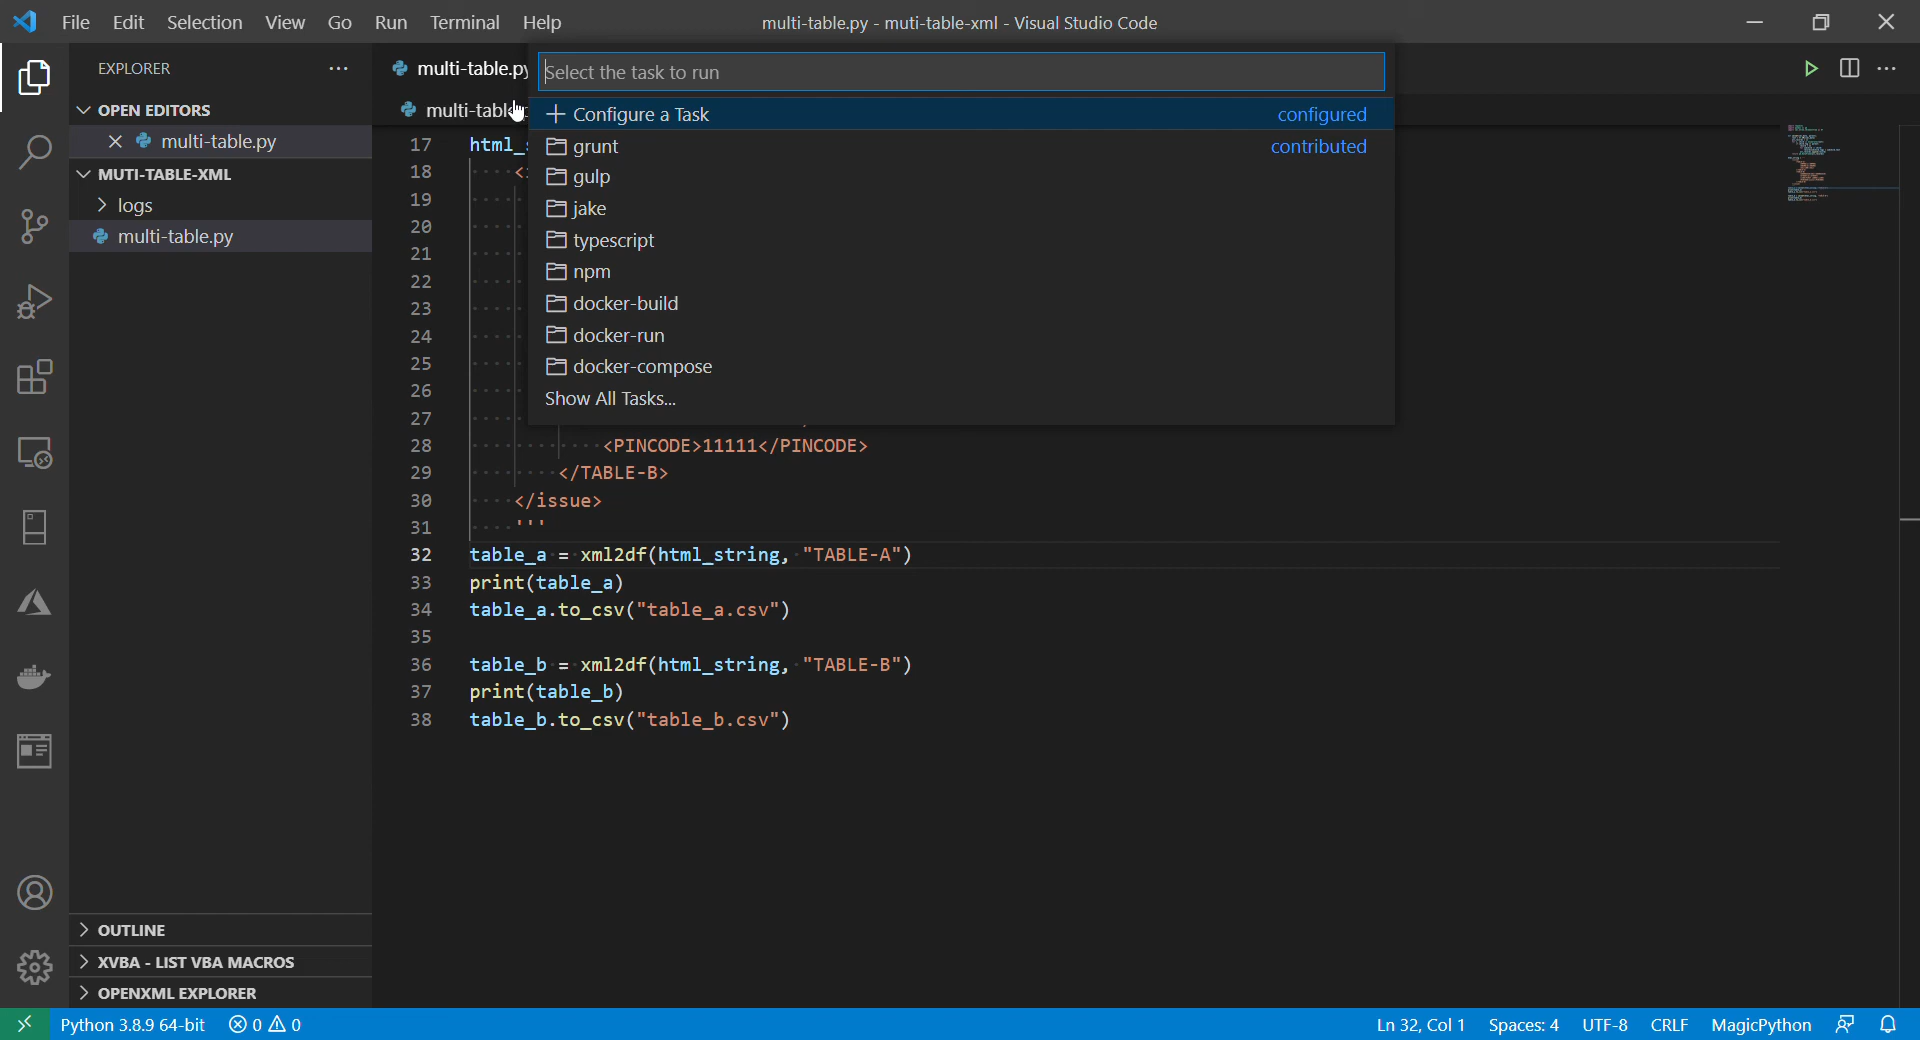 File Edit Selection View Go Run Terminal Help multi-table.py - muti-table-xml - Visual Studio Code
EXPLORER
OPEN EDITORS
multi-table.py
MUTI-TABLE-XML
logs
multi-table.py
OUTLINE
XVBA - LIST VBA MACROS
OPENXML EXPLORER
multi-table.py
multi-table
Select the task to run
Configure a Task configured
grunt contributed
gulp
jake
typescript
npm
docker-build
docker-run
docker-compose
Show All Tasks...
17 html_s
18 <
19
20
21
22
23
24
25
26
27
28 <PINCODE>11111</PINCODE>
29 </TABLE-B>
30 </issue>
31 '''
32 table_a = xml2df(html_string, "TABLE-A")
33 print(table_a)
34 table_a.to_csv("table_a.csv")
35
36 table_b = xml2df(html_string, "TABLE-B")
37 print(table_b)
38 table_b.to_csv("table_b.csv")
Python 3.8.9 64-bit 0 0 Ln 32, Col 1 Spaces: 4 UTF-8 CRLF MagicPython